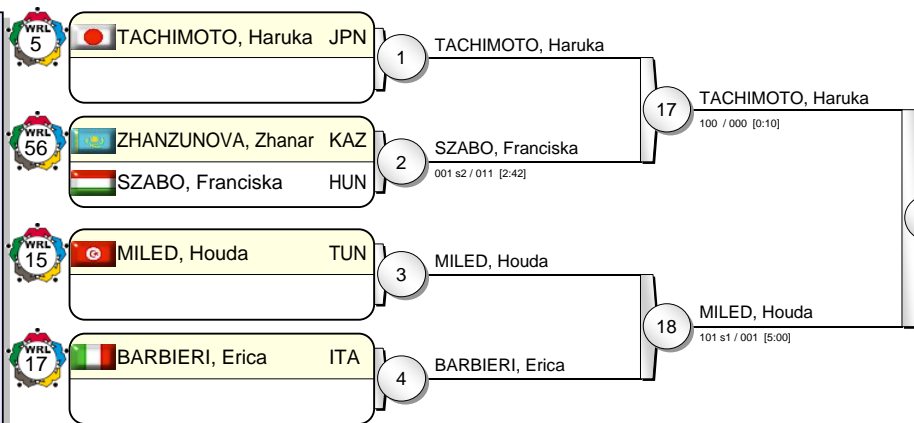 WRL
5
TACHIMOTO, Haruka JPN
1
TACHIMOTO, Haruka
WRL
56
ZHANZUNOVA, Zhanar KAZ
SZABO, Franciska HUN
2
SZABO, Franciska
001 s2 / 011 [2:42]
17
TACHIMOTO, Haruka
100 / 000 [0:10]
WRL
15
MILED, Houda TUN
3
MILED, Houda
WRL
17
BARBIERI, Erica ITA
4
BARBIERI, Erica
18
MILED, Houda
101 s1 / 001 [5:00]